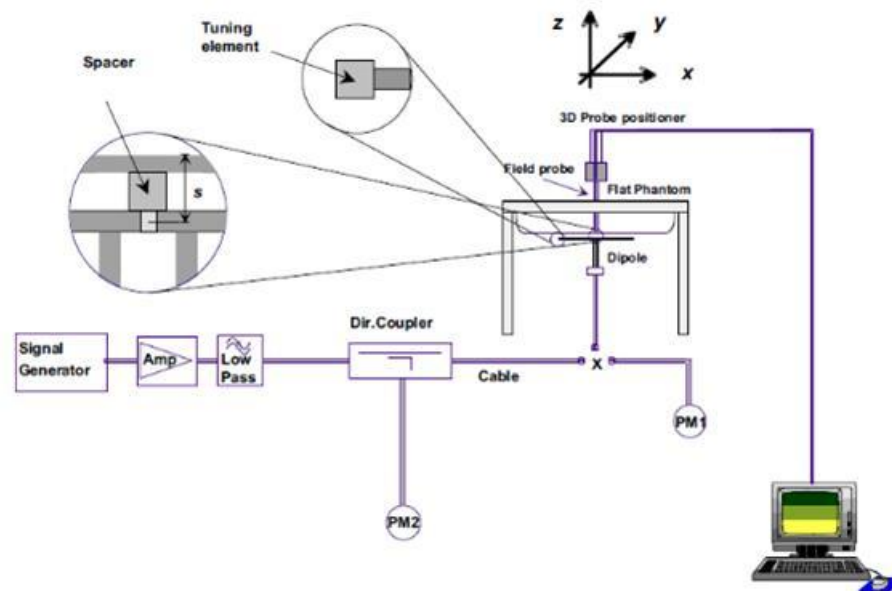 Tuning
element
Spacer
s
z
y
x
3D Probe positioner
Field probe
Flat Phantom
Dipole
Dir.Coupler
Signal
Generator
Amp
Low
Pass
Cable
X
PM1
PM2